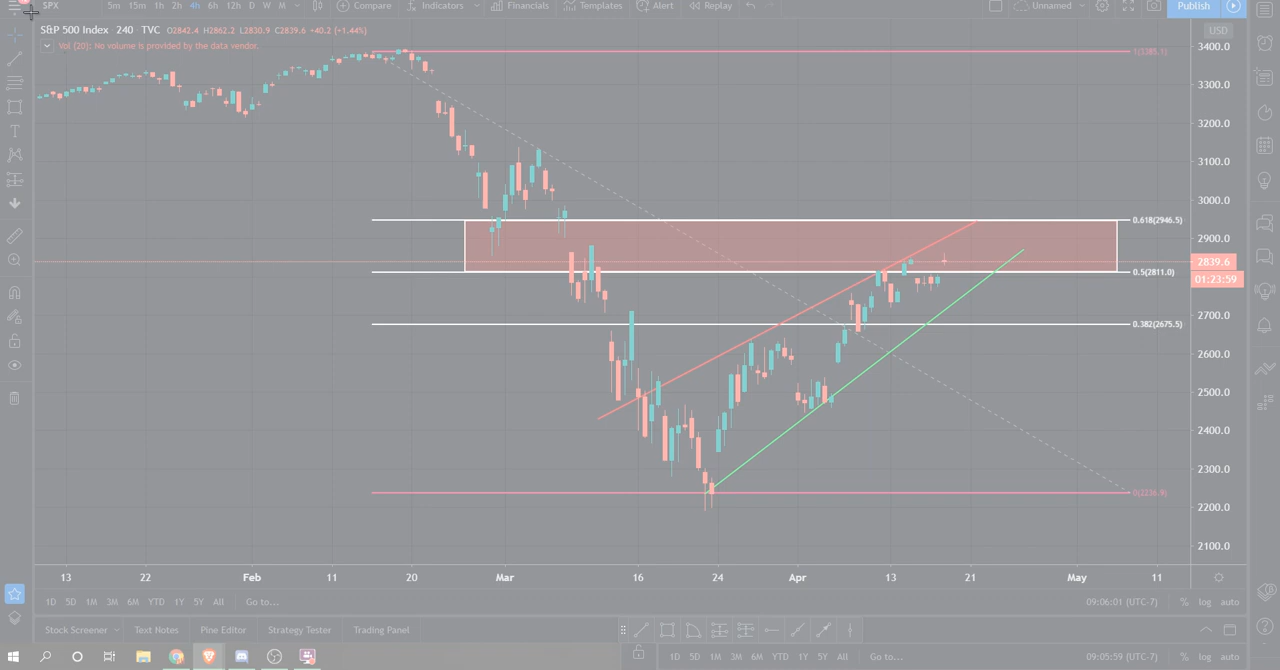 SPX 5m 15m 1h 2h 4h 6h 12h D W M Compare Indicators Financials Templates Alert Replay Unnamed Publish
S&P 500 Index · 240 · TVC O2842.4 H2862.2 L2830.9 C2839.6 +40.2 (+1.44%)
USD
Vol (20): No volume is provided by the data vendor.
3400.0
1(3385.1)
3300.0
3200.0
3100.0
3000.0
0.618(2946.5)
2900.0
2839.6
0.5(2811.0)
01:23:59
2700.0
0.382(2675.5)
2600.0
2500.0
2400.0
2300.0
0(2236.9)
2200.0
2100.0
13 22 Feb 11 20 Mar 16 24 Apr 13 21 May 11
1D 5D 1M 3M 6M YTD 1Y 5Y All Go to... 09:06:01 (UTC-7) % log auto
Stock Screener Text Notes Pine Editor Strategy Tester Trading Panel
1D 5D 1M 3M 6M YTD 1Y 5Y All Go to... 09:05:59 (UTC-7) % log auto